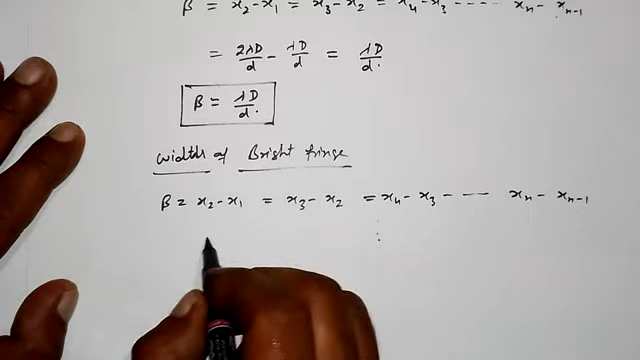 β = x₂-x₁ = x₃-x₂ = x₄-x₃ ---- xₙ - xₙ₋₁
= 2λD/d - λD/d = λD/d.
β = λD/d.
width of Bright fringe
β = x₂-x₁ = x₃-x₂ = x₄-x₃ - --- xₙ - xₙ₋₁